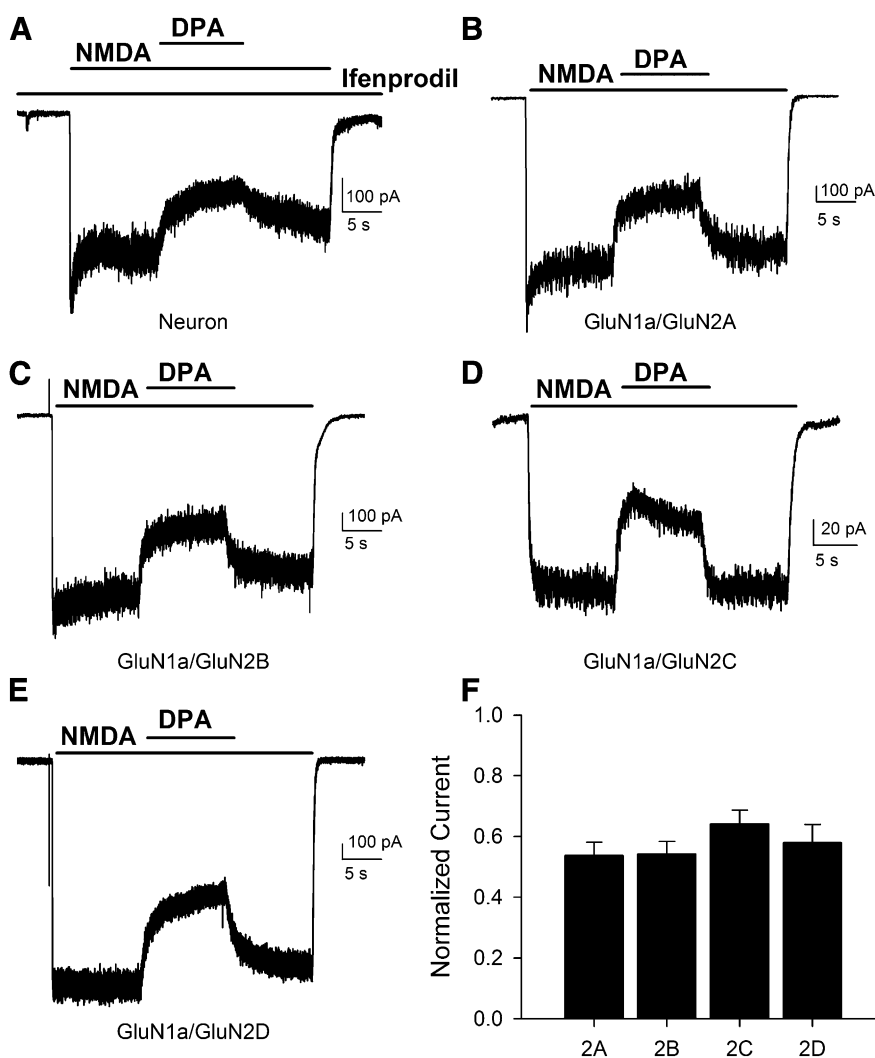 A
DPA
NMDA
Ifenprodil
100 pA
5 s
Neuron
B
DPA
NMDA
100 pA
5 s
GluN1a/GluN2A
C
DPA
NMDA
100 pA
5 s
GluN1a/GluN2B
D
DPA
NMDA
20 pA
5 s
GluN1a/GluN2C
E
DPA
NMDA
100 pA
5 s
GluN1a/GluN2D
F
Normalized Current
1.0
0.8
0.6
0.4
0.2
0.0
2A 2B 2C 2D